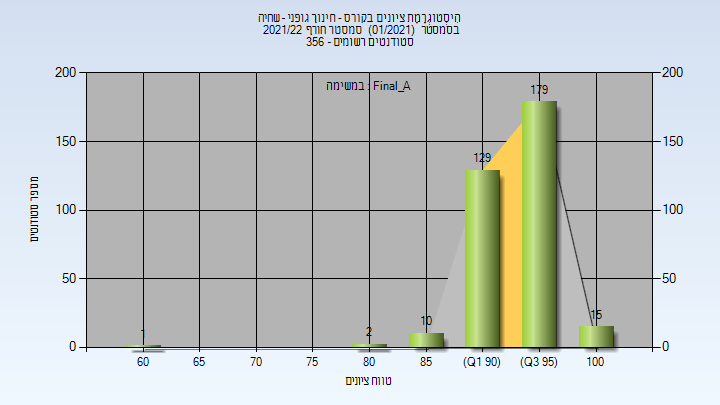 היסטוגרמת ציונים בקורס - חינוך גופני - שחיה
בסמסטר (01/2021) סמסטר חורף 2021/22
סטודנטים רשומים - 356
במשימה : Final_A
מספר סטודנטים
200
150
100
50
0
200
150
100
50
0
1
2
10
129
179
15
60
65
70
75
80
85
(Q1 90)
(Q3 95)
100
טווח ציונים